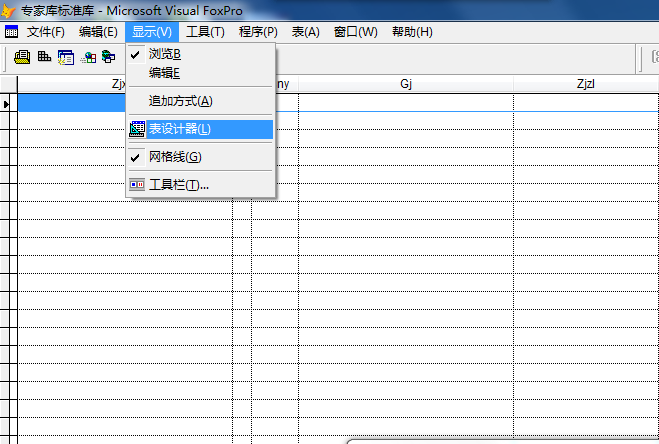 专家库标准库 - Microsoft Visual FoxPro
文件(F) 编辑(E) 显示(V) 工具(T) 程序(P) 表(A) 窗口(W) 帮助(H)
浏览B
编辑E
Zjx ny Gj Zjzl
追加方式(A)
表设计器(L)
网格线(G)
工具栏(T)...